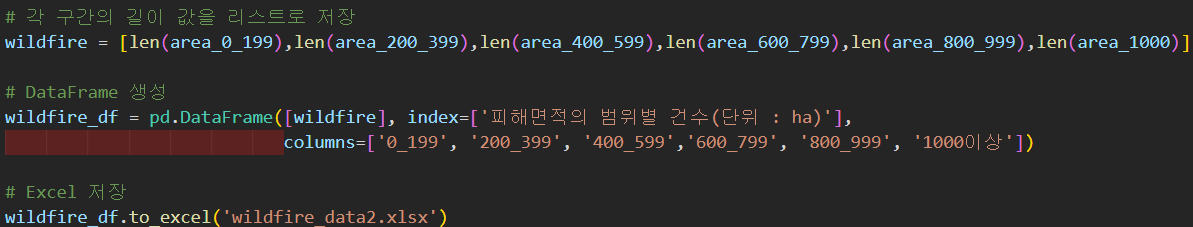 # 각 구간의 길이 값을 리스트로 저장
wildfire = [len(area_0_199),len(area_200_399),len(area_400_599),len(area_600_799),len(area_800_999),len(area_1000)]
# DataFrame 생성
wildfire_df = pd.DataFrame([wildfire], index=['피해면적의 범위별 건수(단위 : ha)'],
columns=['0_199', '200_399', '400_599','600_799', '800_999', '1000이상'])
# Excel 저장
wildfire_df.to_excel('wildfire_data2.xlsx')